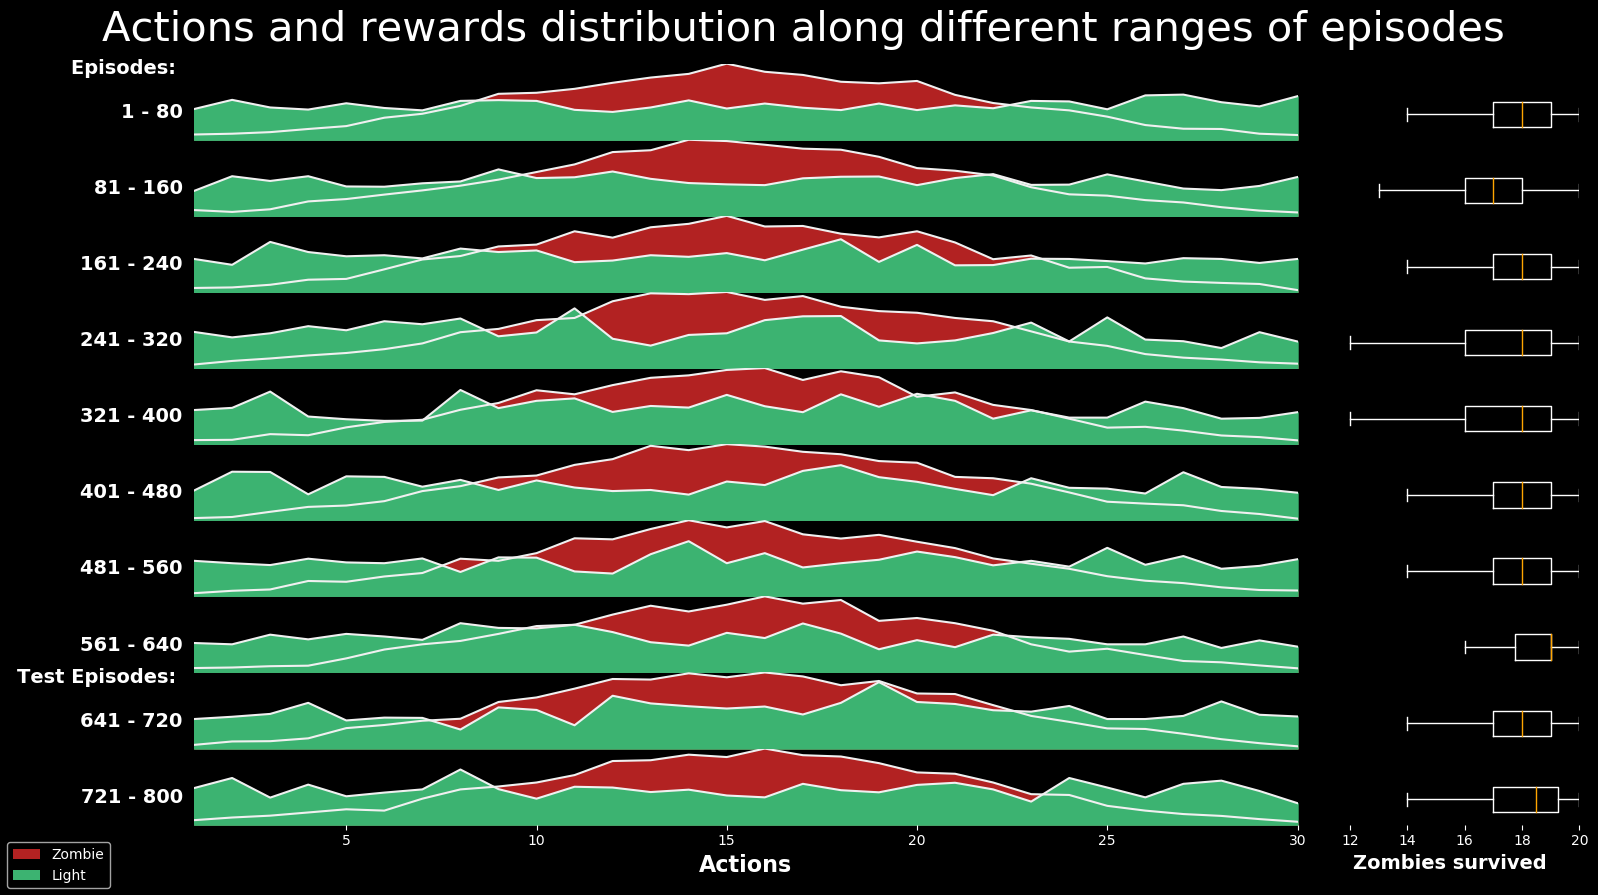 Actions and rewards distribution along different ranges of episodes
Episodes:
1 - 80
81 - 160
161 - 240
241 - 320
321 - 400
401 - 480
481 - 560
561 - 640
Test Episodes:
641 - 720
721 - 800
5 10 15 20 25 30
Actions
12 14 16 18 20
Zombies survived
Zombie
Light